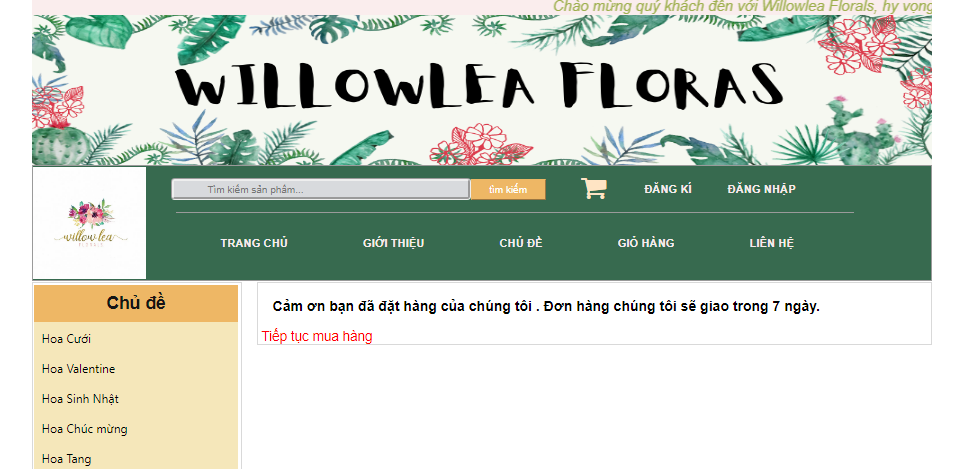 Chào mừng quý khách đến với Willowlea Florals, hy vọng
WILLOWLEA FLORAS
willow lea
FLORALS
Tìm kiếm sản phẩm...
tìm kiếm
ĐĂNG KÍ
ĐĂNG NHẬP
TRANG CHỦ
GIỚI THIỆU
CHỦ ĐỀ
GIỎ HÀNG
LIÊN HỆ
Chủ đề
Hoa Cưới
Hoa Valentine
Hoa Sinh Nhật
Hoa Chúc mừng
Hoa Tang
Cảm ơn bạn đã đặt hàng của chúng tôi . Đơn hàng chúng tôi sẽ giao trong 7 ngày.
Tiếp tục mua hàng